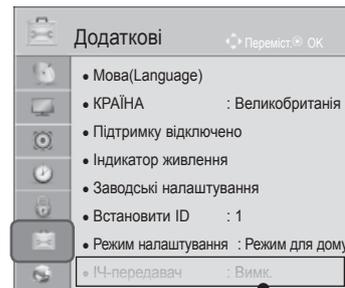 Додаткові
Переміст. OK
• Мова(Language)
• КРАЇНА : Великобританія
• Підтримку відключено
• Індикатор живлення
• Заводські налаштування
• Встановити ID : 1
• Режим налаштування : Режим для дому
• ІЧ-передавач : Вимк.